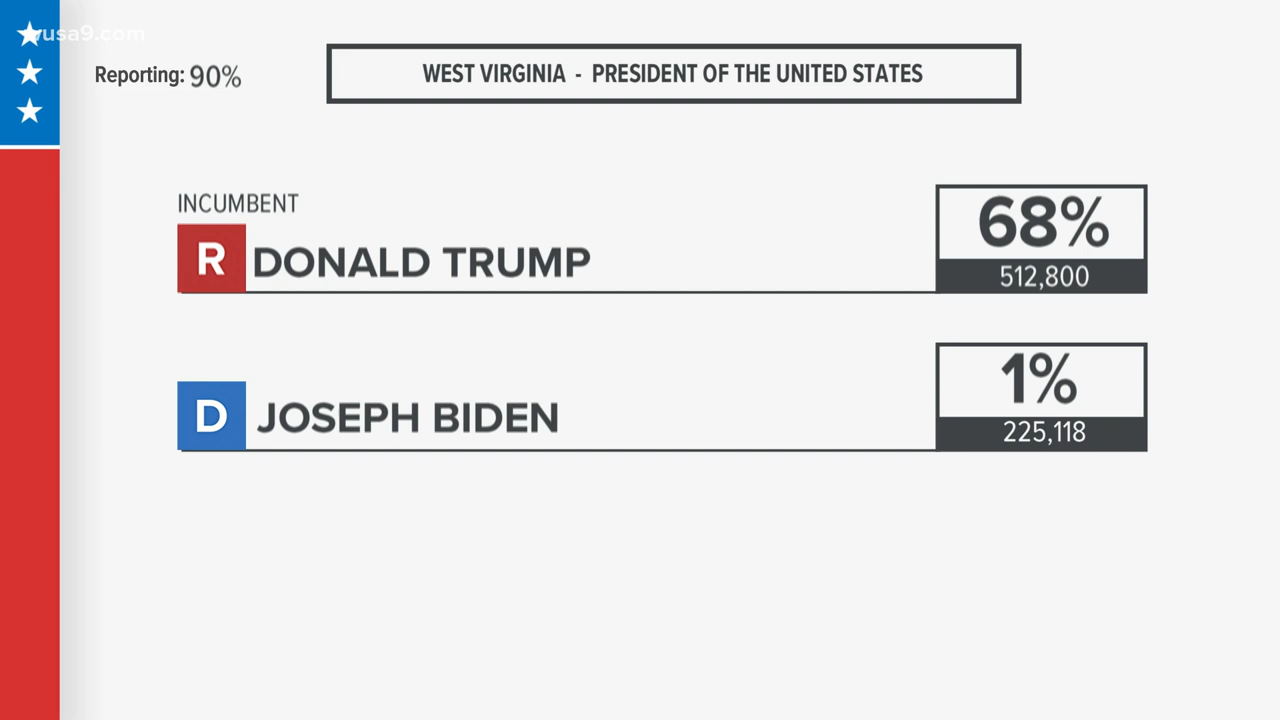 wusa9.com
Reporting: 90%
WEST VIRGINIA - PRESIDENT OF THE UNITED STATES
INCUMBENT
R DONALD TRUMP
68%
512,800
D JOSEPH BIDEN
1%
225,118